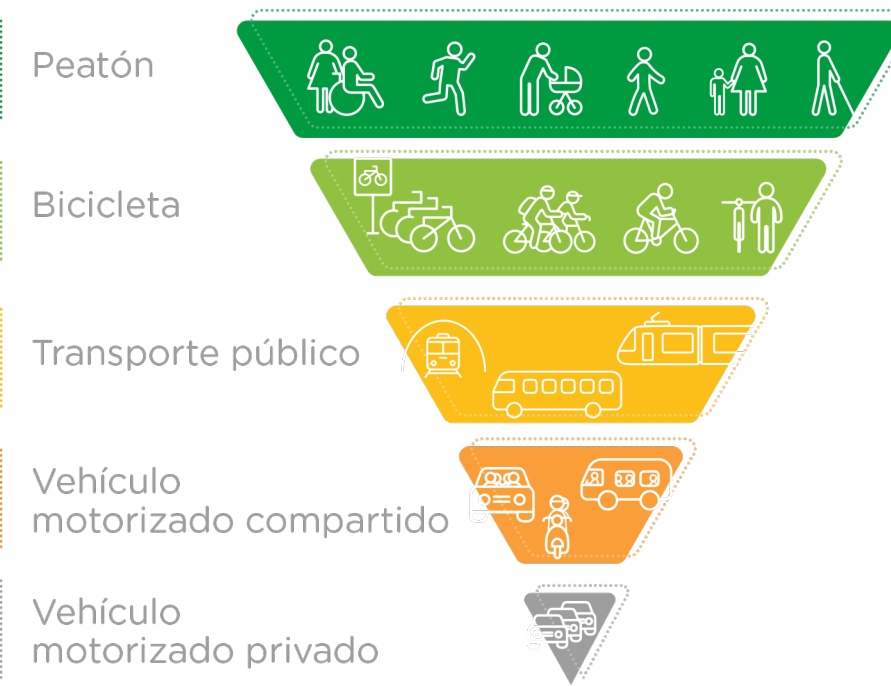 Peatón
Bicicleta
Transporte público
Vehículo
motorizado compartido
Vehículo
motorizado privado